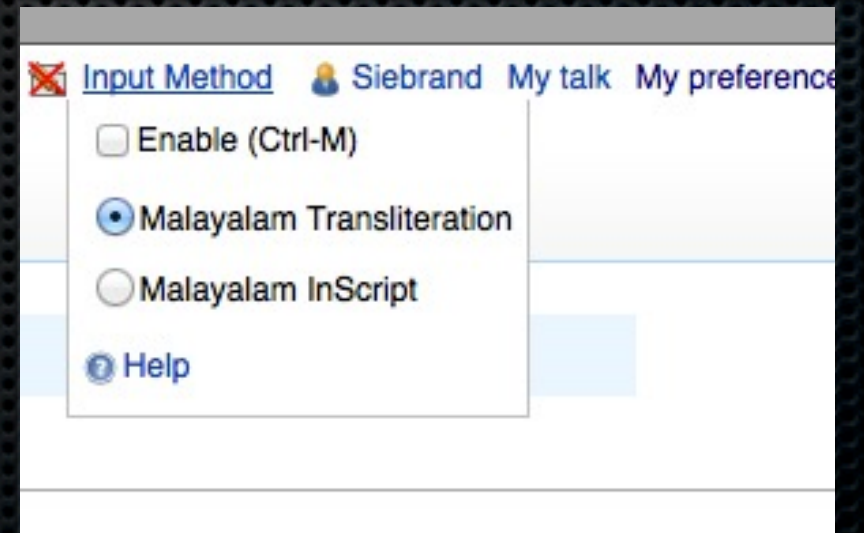 Input Method Siebrand My talk My preference
Enable (Ctrl-M)
Malayalam Transliteration
Malayalam InScript
Help